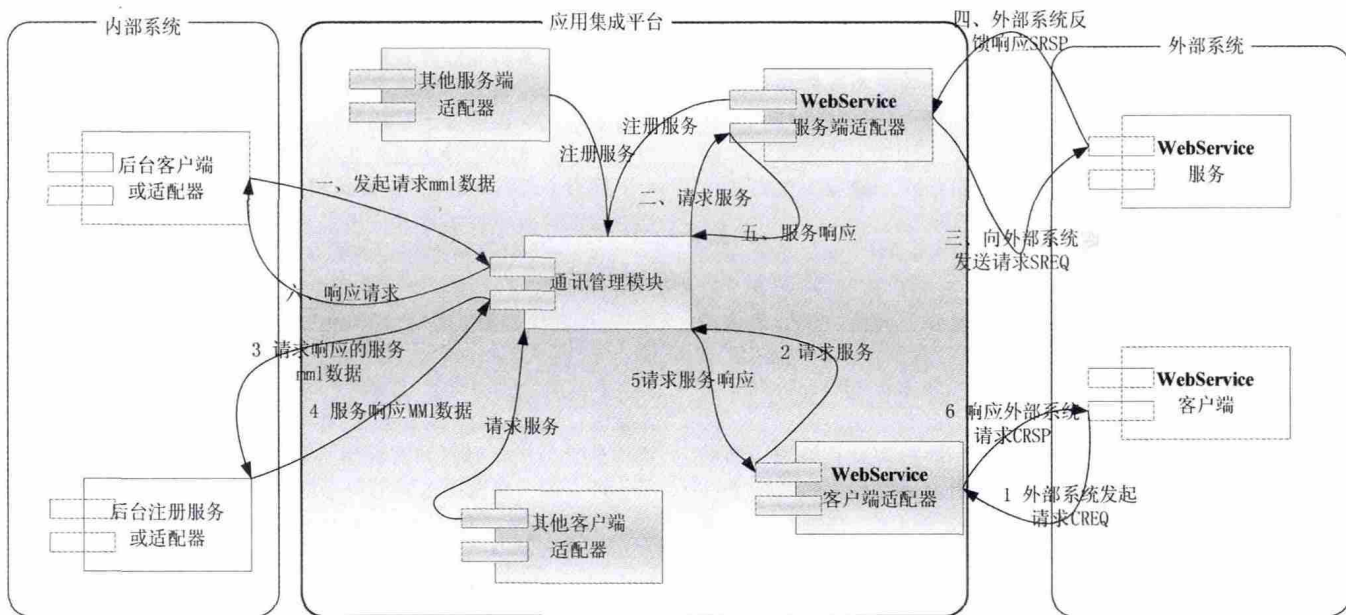 内部系统
应用集成平台
外部系统
四、外部系统反
馈响应SRSP
其他服务端
适配器
WebService
服务端适配器
注册服务
注册服务
WebService
服务
后台客户端
或适配器
一、发起请求mml数据
二、请求服务
五、服务响应
三、向外部系统
发送请求SREQ
通讯管理模块
六、响应请求
3 请求响应的服务
mml数据
2 请求服务
5请求服务响应
WebService
客户端
4 服务响应MMl数据
请求服务
6 响应外部系统
请求CRSP
WebService
客户端适配器
1 外部系统发起
请求CREQ
后台注册服务
或适配器
其他客户端
适配器